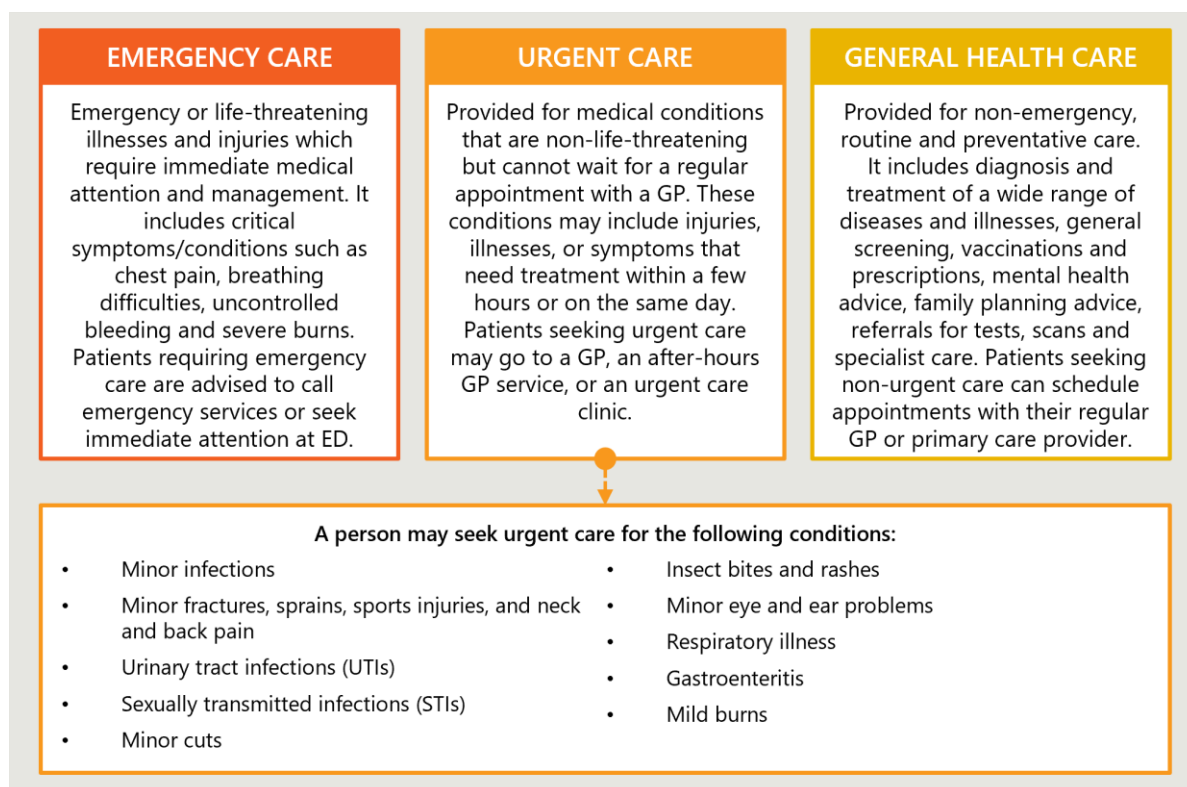 EMERGENCY CARE
Emergency or life-threatening
illnesses and injuries which
require immediate medical
attention and management. It
includes critical
symptoms/conditions such as
chest pain, breathing
difficulties, uncontrolled
bleeding and severe burns.
Patients requiring emergency
care are advised to call
emergency services or seek
immediate attention at ED.
URGENT CARE
Provided for medical conditions
that are non-life-threatening
but cannot wait for a regular
appointment with a GP. These
conditions may include injuries,
illnesses, or symptoms that
need treatment within a few
hours or on the same day.
Patients seeking urgent care
may go to a GP, an after-hours
GP service, or an urgent care
clinic.
GENERAL HEALTH CARE
Provided for non-emergency,
routine and preventative care.
It includes diagnosis and
treatment of a wide range of
diseases and illnesses, general
screening, vaccinations and
prescriptions, mental health
advice, family planning advice,
referrals for tests, scans and
specialist care. Patients seeking
non-urgent care can schedule
appointments with their regular
GP or primary care provider.
A person may seek urgent care for the following conditions:
• Minor infections
• Minor fractures, sprains, sports injuries, and neck
and back pain
• Urinary tract infections (UTIs)
• Sexually transmitted infections (STIs)
• Minor cuts
• Insect bites and rashes
• Minor eye and ear problems
• Respiratory illness
• Gastroenteritis
• Mild burns